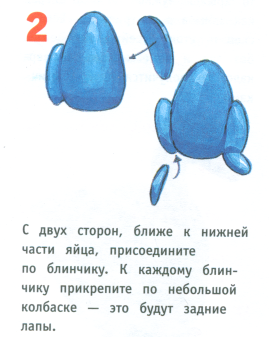 2
С двух сторон, ближе к нижней
части яйца, присоедините
по блинчику. К каждому блин-
чику прикрепите по небольшой
колбаске — это будут задние
лапы.